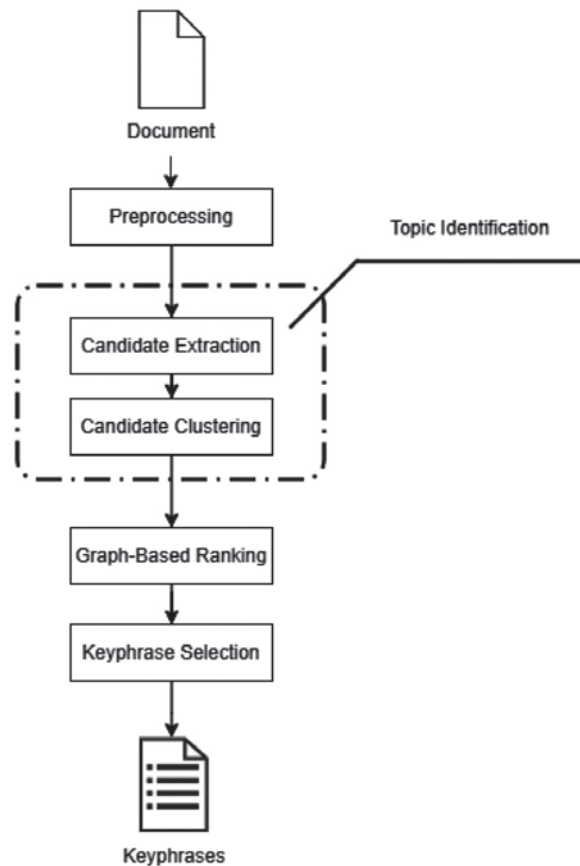 Document
Preprocessing
Topic Identification
Candidate Extraction
Candidate Clustering
Graph-Based Ranking
Keyphrase Selection
Keyphrases